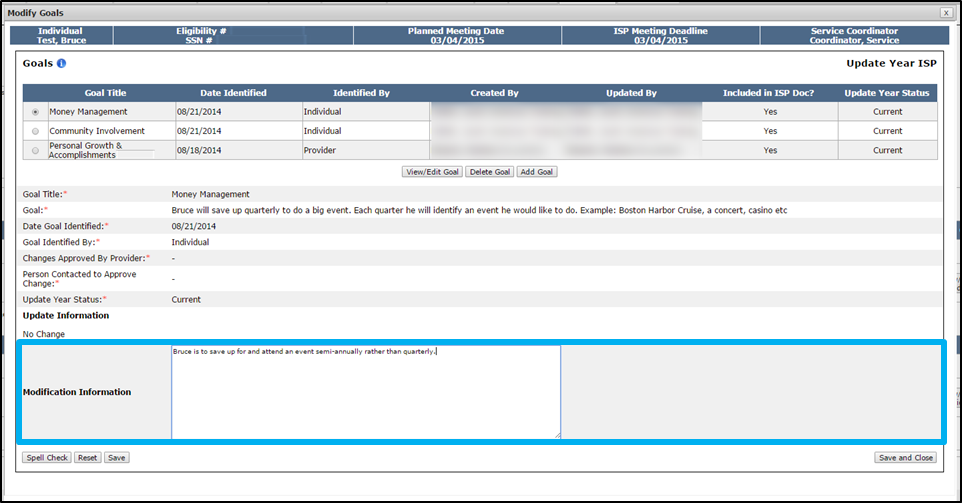 Modify Goals x
Individual Eligibility # Planned Meeting Date ISP Meeting Deadline Service Coordinator
Test, Bruce SSN # 03/04/2015 03/04/2015 Coordinator, Service
Goals i Update Year ISP
Goal Title Date Identified Identified By Created By Updated By Included in ISP Doc? Update Year Status
Money Management 08/21/2014 Individual Yes Current
Community Involvement 08/21/2014 Individual Yes Current
Personal Growth &
Accomplishments 08/18/2014 Provider Yes Current
View/Edit Goal Delete Goal Add Goal
Goal Title:* Money Management
Goal:* Bruce will save up quarterly to do a big event. Each quarter he will identify an event he would like to do. Example: Boston Harbor Cruise, a concert, casino etc
Date Goal Identified:* 08/21/2014
Goal Identified By:* Individual
Changes Approved By Provider:* -
Person Contacted to Approve
Change:* -
Update Year Status:* Current
Update Information
No Change
Bruce is to save up for and attend an event semi-annually rather than quarterly.
Modification Information
Spell Check Reset Save Save and Close